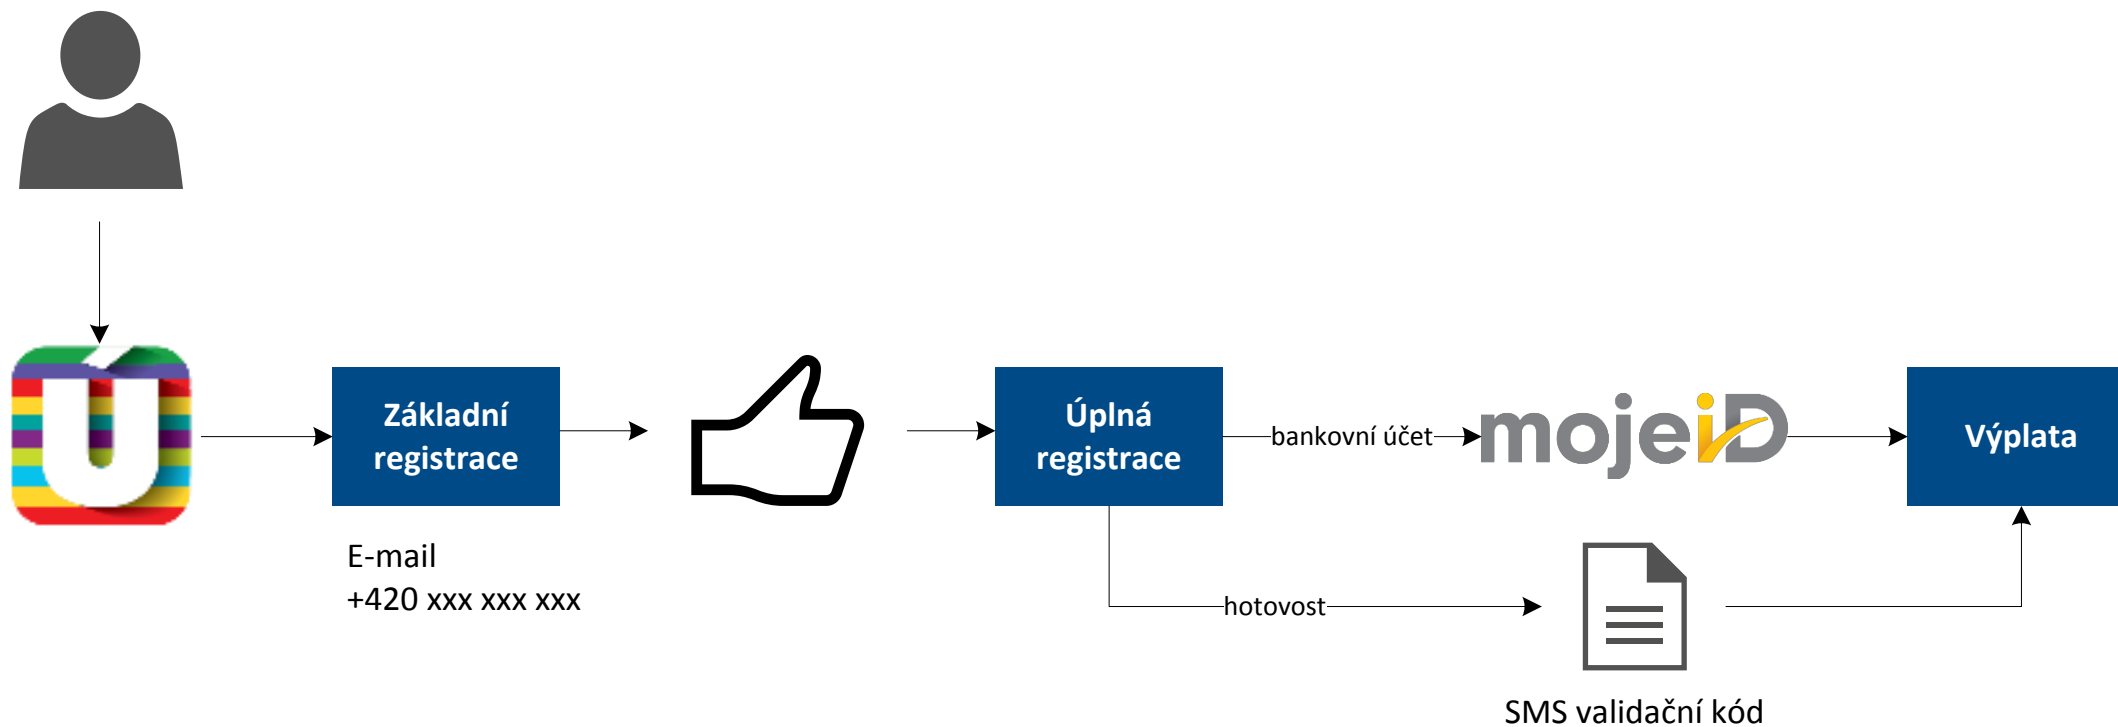 Ú
Základní
registrace
E-mail
+420 xxx xxx xxx
Úplná
registrace
bankovní účet
mojeiD
Výplata
hotovost
SMS validační kód